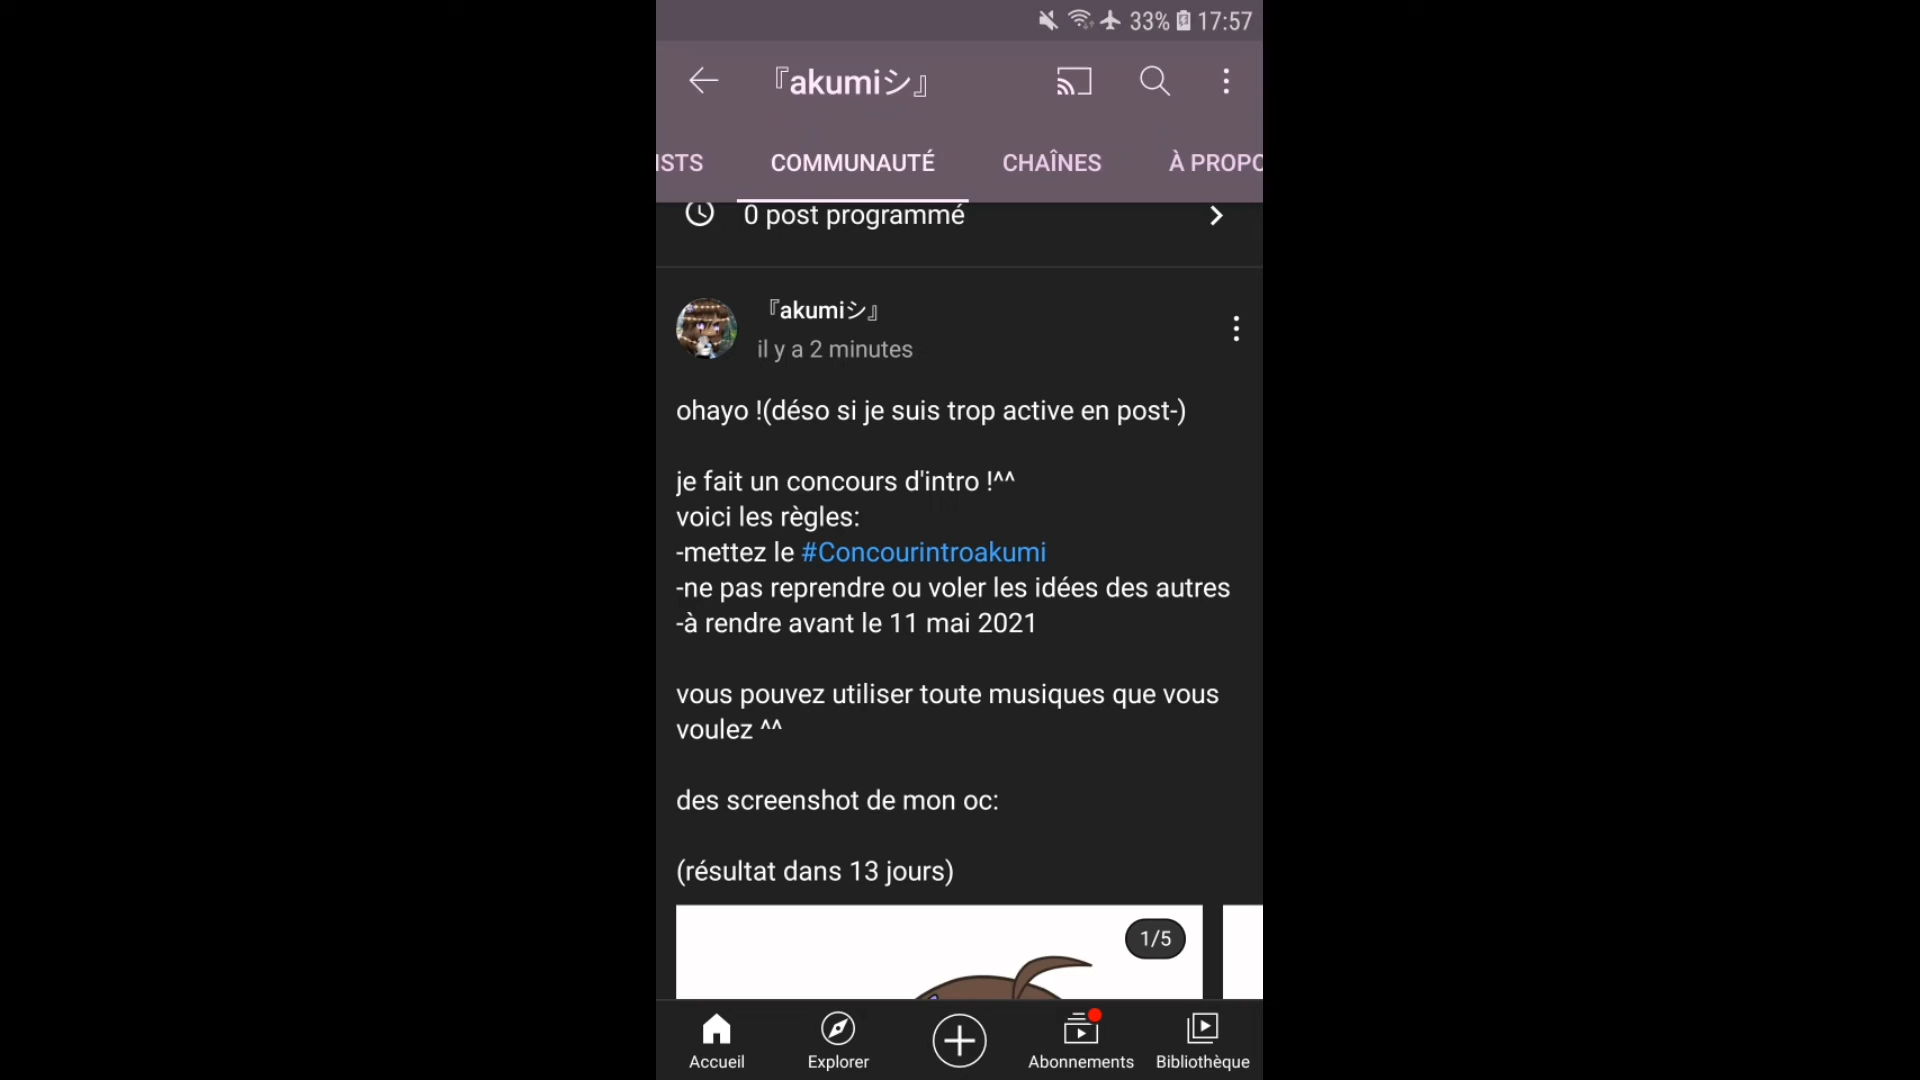 33% 17:57
『akumiシ』
ISTS COMMUNAUTÉ CHAÎNES À PROPO
0 post programmé
『akumiシ』
il y a 2 minutes
ohayo !(déso si je suis trop active en post-)
je fait un concours d'intro !^^
voici les règles:
-mettez le #Concourintroakumi
-ne pas reprendre ou voler les idées des autres
-à rendre avant le 11 mai 2021
vous pouvez utiliser toute musiques que vous
voulez ^^
des screenshot de mon oc:
(résultat dans 13 jours)
1/5
Accueil Explorer Abonnements Bibliothèque